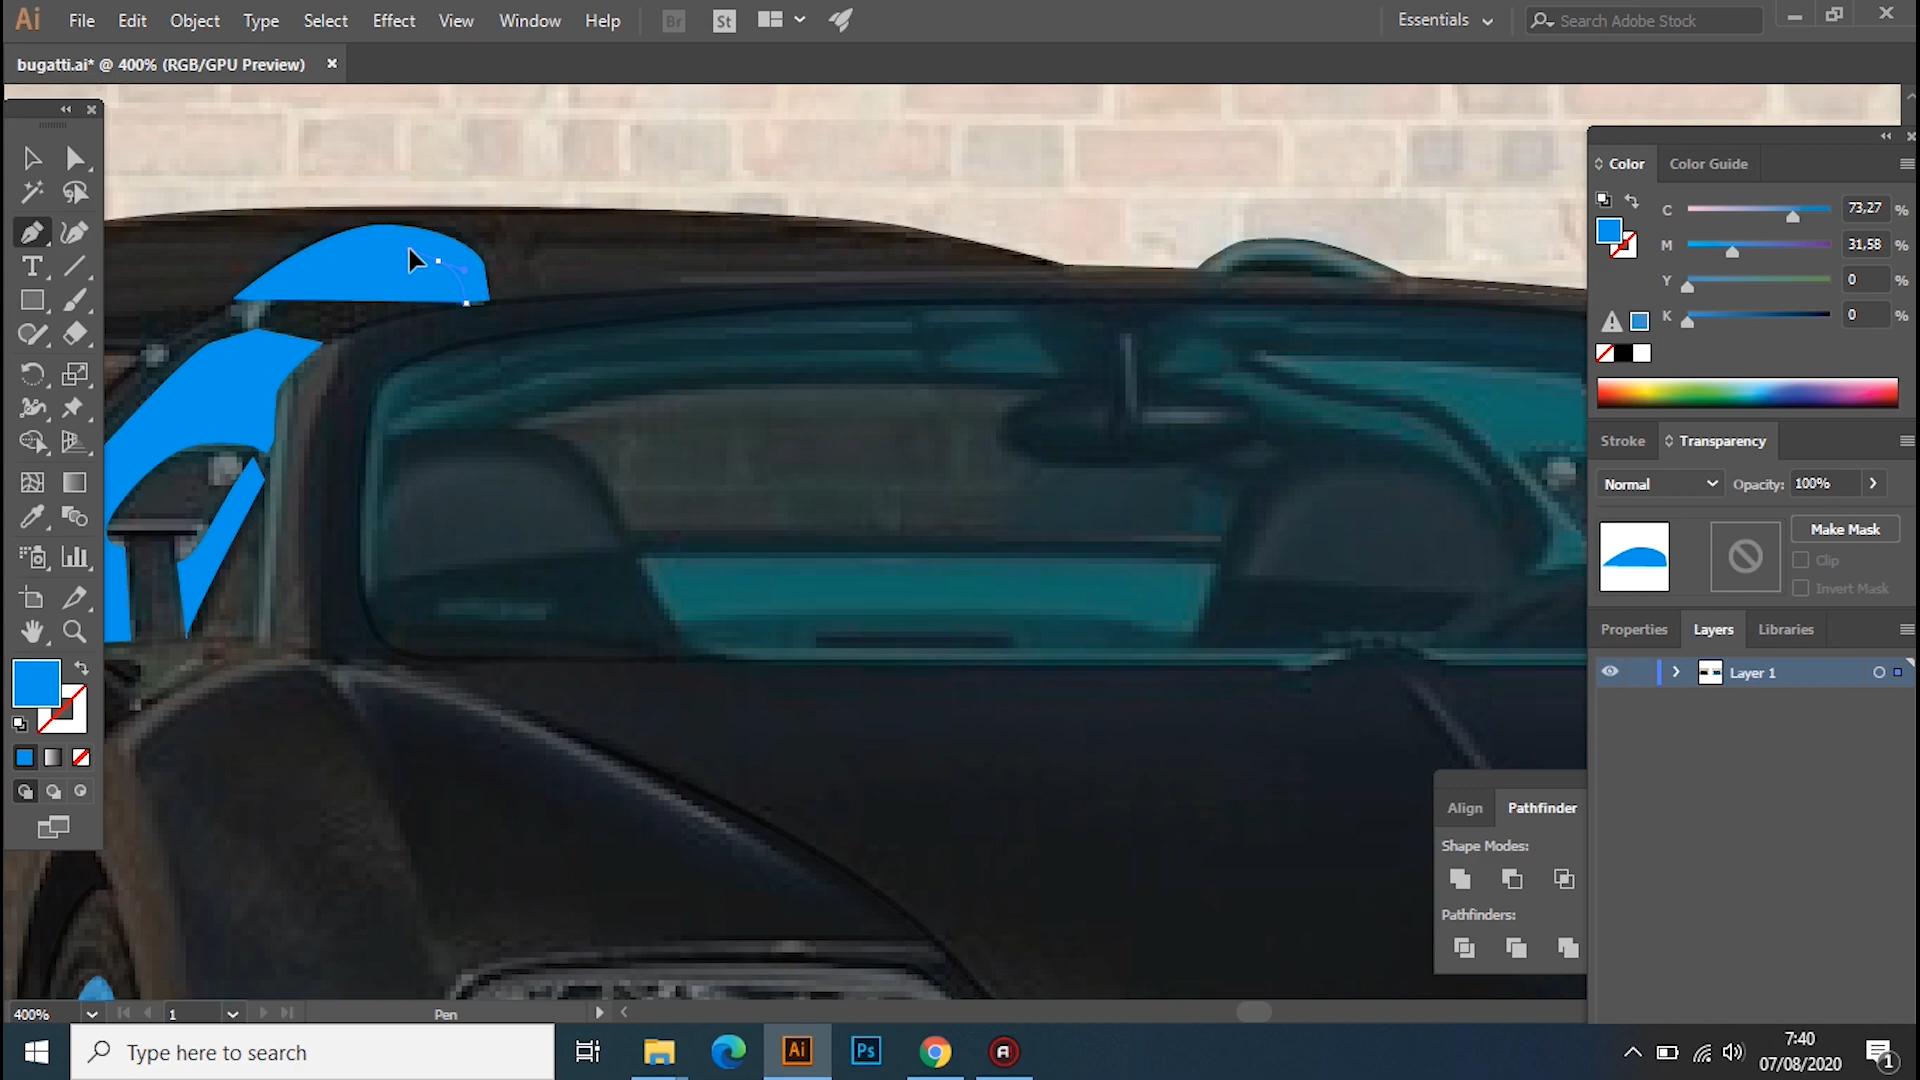 Ai File Edit Object Type Select Effect View Window Help Br St Essentials Search Adobe Stock
bugatti.ai* @ 400% (RGB/GPU Preview)
Color Color Guide
C 73,27 %
M 31,58 %
Y 0 %
K 0 %
Stroke Transparency
Normal Opacity: 100%
Make Mask
Clip
Invert Mask
Properties Layers Libraries
Layer 1
Align Pathfinder
Shape Modes:
Pathfinders:
400% 1 Pen
Type here to search Ai Ps
7:40
07/08/2020
1